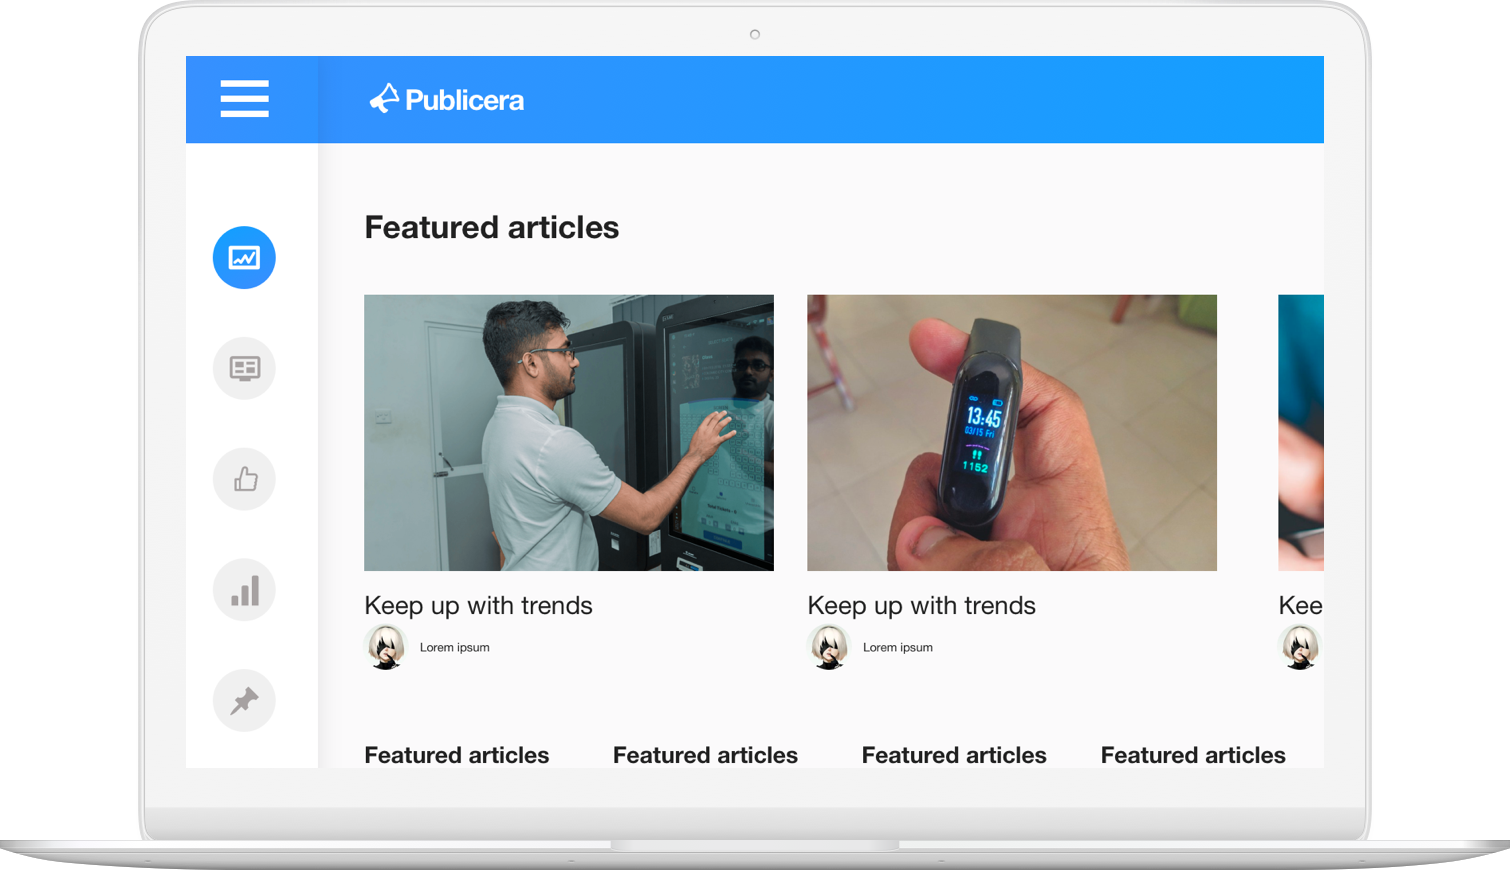 Publicera
Featured articles
13:45
03/15 Fri
1152
Keep up with trends
Keep up with trends
Kee
Lorem ipsum
Lorem ipsum
Featured articles
Featured articles
Featured articles
Featured articles